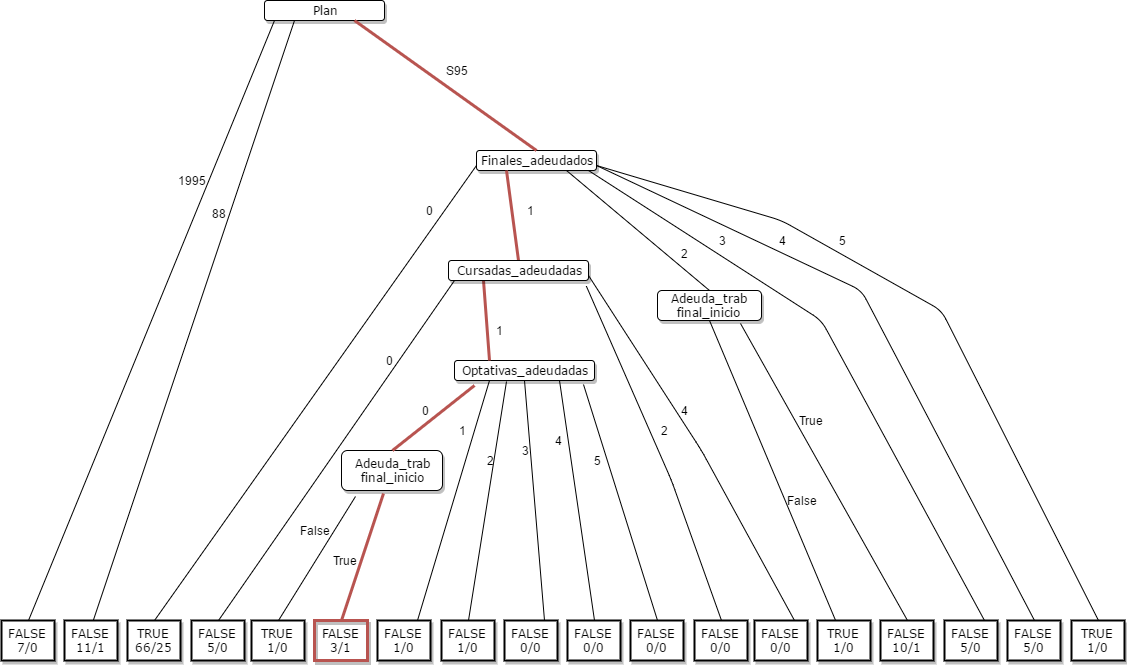 Plan
S95
Finales_adeudados
1995
88
0
1
2
3
4
5
Cursadas_adeudadas
Adeuda_trab
final_inicio
0
1
Optativas_adeudadas
0
1
2
3
4
5
4
2
True
Adeuda_trab
final_inicio
False
False
True
FALSE
7/0
FALSE
11/1
TRUE
66/25
FALSE
5/0
TRUE
1/0
FALSE
3/1
FALSE
1/0
FALSE
1/0
FALSE
0/0
FALSE
0/0
FALSE
0/0
FALSE
0/0
FALSE
0/0
TRUE
1/0
FALSE
10/1
FALSE
5/0
FALSE
5/0
TRUE
1/0